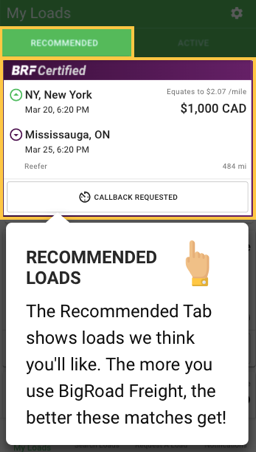 My Loads
RECOMMENDED
ACTIVE
BRF Certified
NY, New York
Equates to $2.07 /mile
Mar 20, 6:20 PM
$1,000 CAD
Mississauga, ON
Mar 25, 6:20 PM
Reefer
484 mi
CALLBACK REQUESTED
RECOMMENDED
LOADS
The Recommended Tab
shows loads we think
you'll like. The more you
use BigRoad Freight, the
better these matches get!